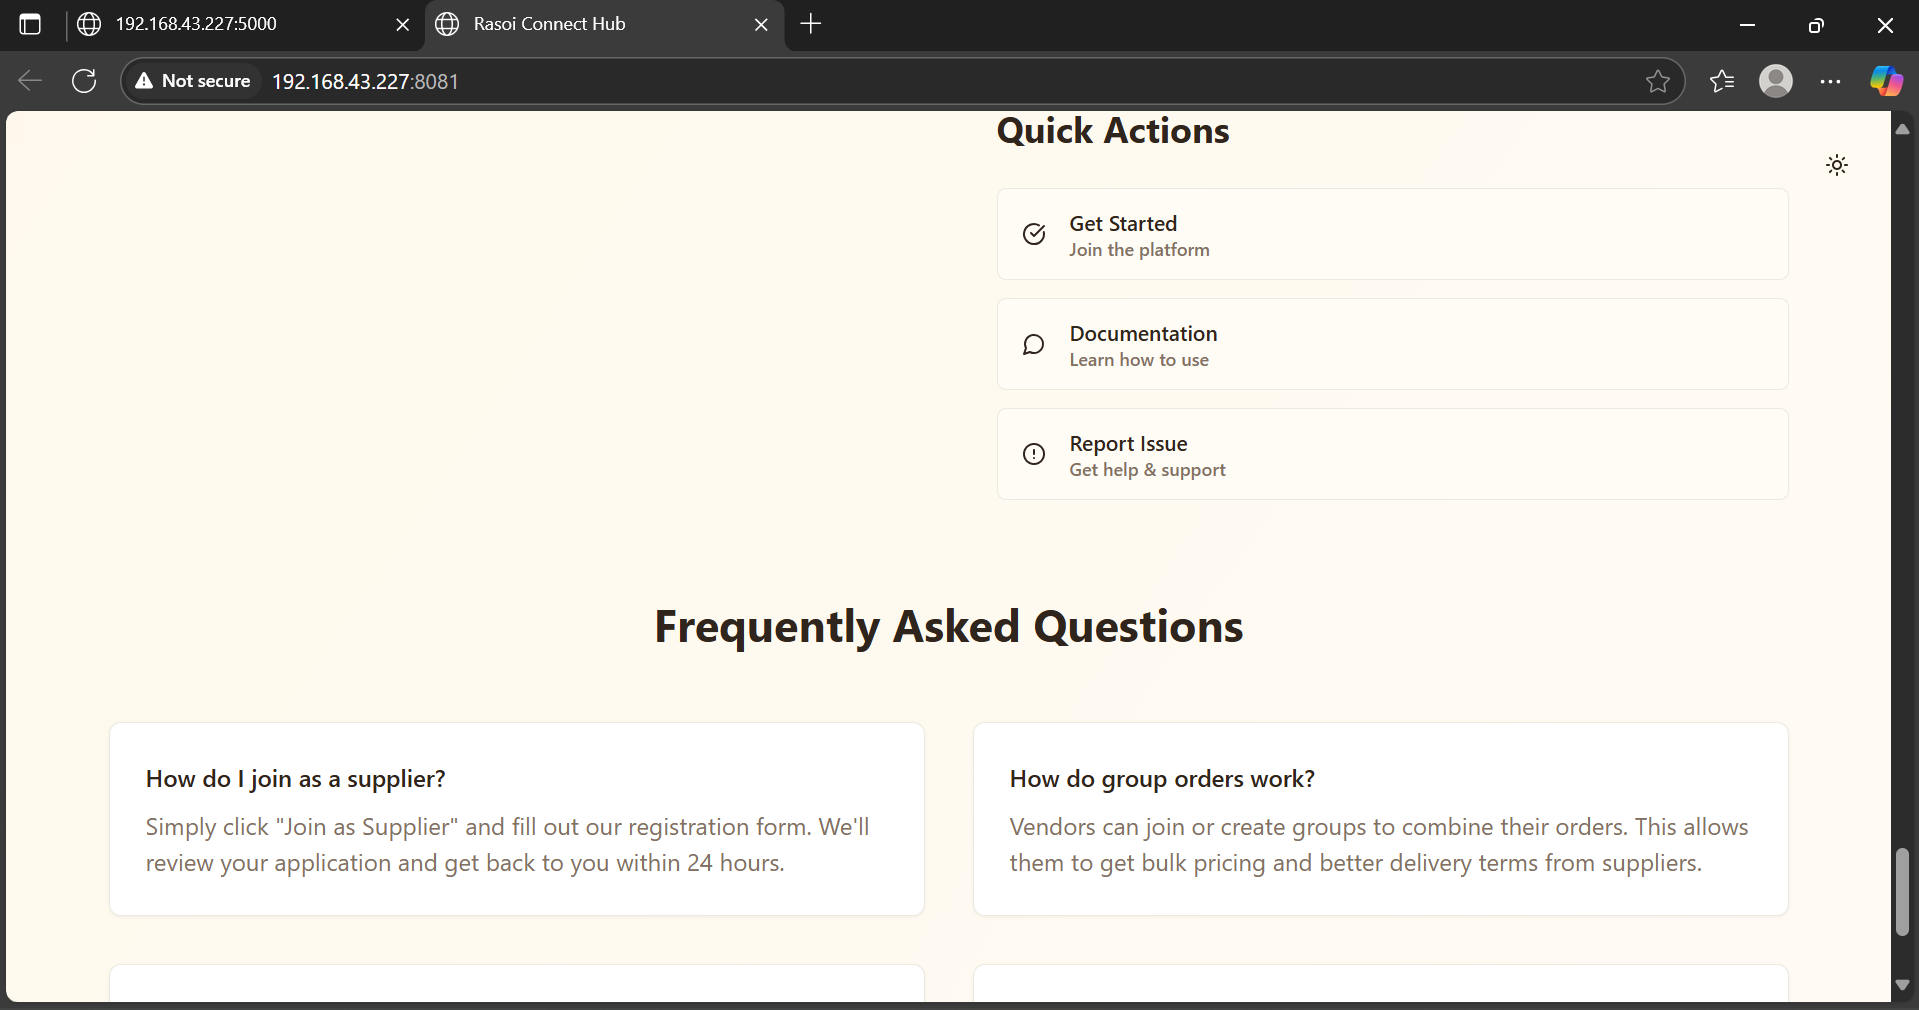 192.168.43.227:5000
Rasoi Connect Hub
Not secure
192.168.43.227:8081
Quick Actions
Get Started
Join the platform
Documentation
Learn how to use
Report Issue
Get help & support
Frequently Asked Questions
How do I join as a supplier?
Simply click "Join as Supplier" and fill out our registration form. We'll
review your application and get back to you within 24 hours.
How do group orders work?
Vendors can join or create groups to combine their orders. This allows
them to get bulk pricing and better delivery terms from suppliers.